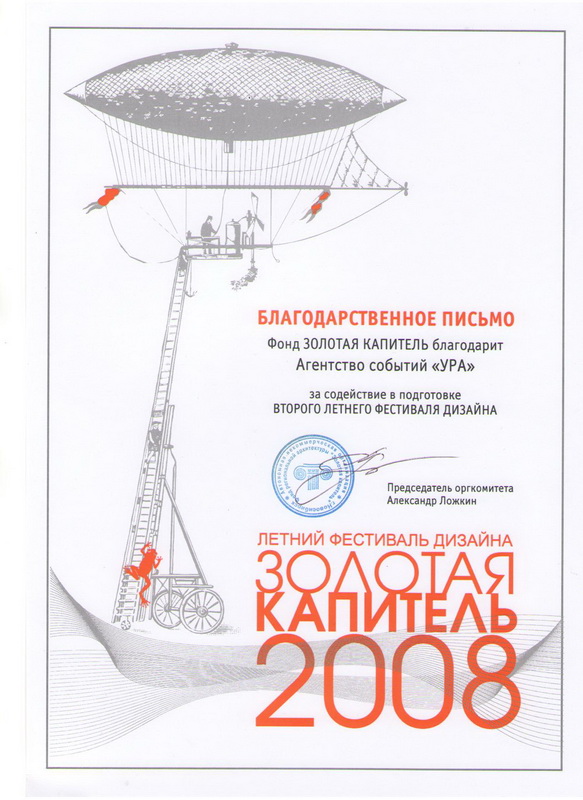 БЛАГОДАРСТВЕННОЕ ПИСЬМО
Фонд ЗОЛОТАЯ КАПИТЕЛЬ благодарит
Агентство событий «УРА»
за содействие в подготовке
ВТОРОГО ЛЕТНЕГО ФЕСТИВАЛЯ ДИЗАЙНА
Председатель оргкомитета
Александр Ложкин
ЛЕТНИЙ ФЕСТИВАЛЬ ДИЗАЙНА
ЗОЛОТАЯ
КАПИТЕЛЬ
2008